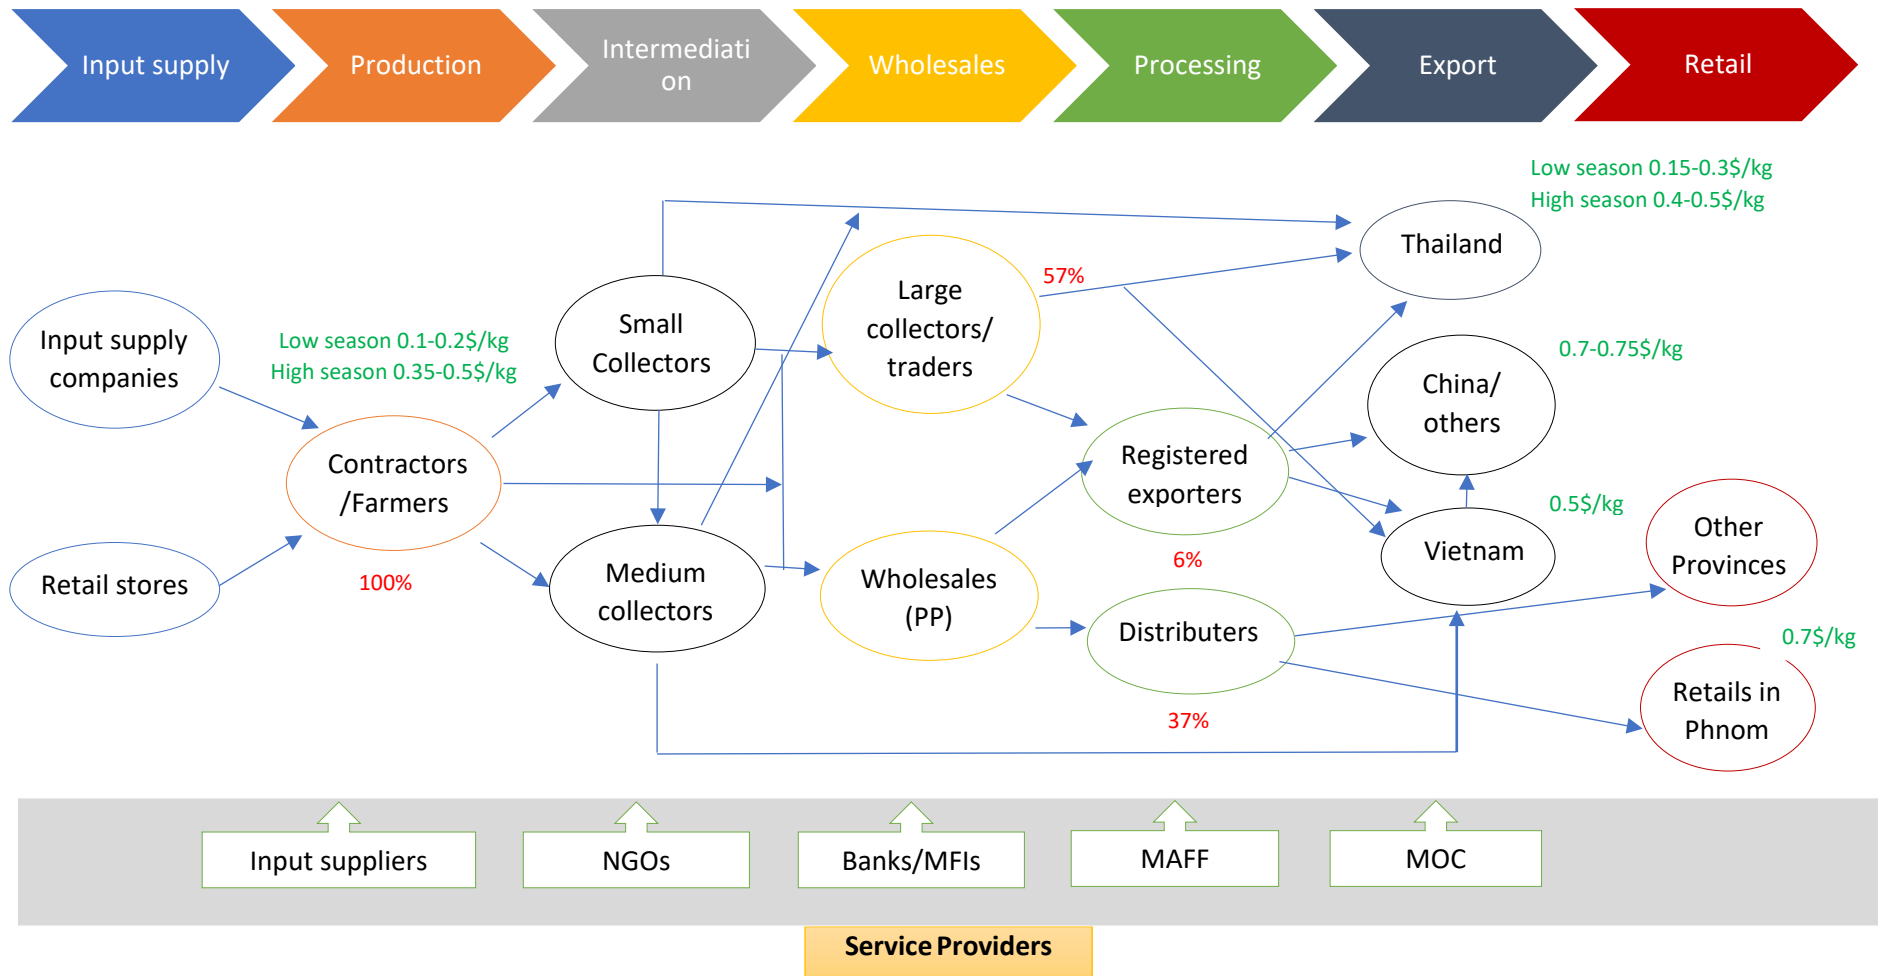 Input supply
Production
Intermediati
on
Wholesales
Processing
Export
Retail
Low season 0.15-0.3$/kg
High season 0.4-0.5$/kg
Thailand
57%
Large
collectors/
traders
Small
Collectors
Input supply
companies
Low season 0.1-0.2$/kg
High season 0.35-0.5$/kg
0.7-0.75$/kg
China/
others
Contractors
/Farmers
Registered
exporters
0.5$/kg
Other
Provinces
Vietnam
6%
Retail stores
100%
Medium
collectors
Wholesales
(PP)
Distributers
0.7$/kg
Retails in
Phnom
37%
Input suppliers
NGOs
Banks/MFIs
MAFF
MOC
Service Providers